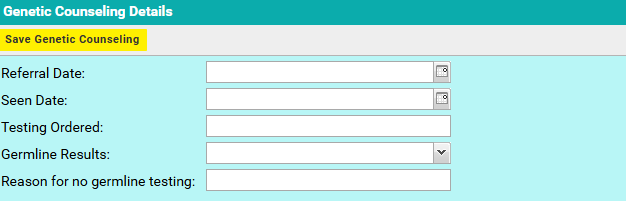 Genetic Counseling Details
Save Genetic Counseling
Referral Date:
Seen Date:
Testing Ordered:
Germline Results:
Reason for no germline testing: